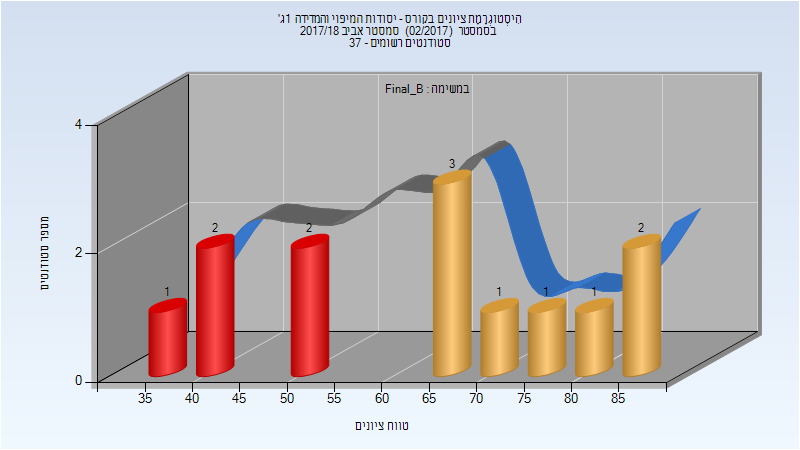 היסטוגרמת ציונים בקורס - יסודות המיפוי והמדידה 1ג'
בסמסטר (02/2017) סמסטר אביב 2017/18
סטודנטים רשומים - 37
במשימה : Final_B
מספר סטודנטים
4
2
0
1
2
2
3
1
1
1
2
35 40 45 50 55 60 65 70 75 80 85
טווח ציונים